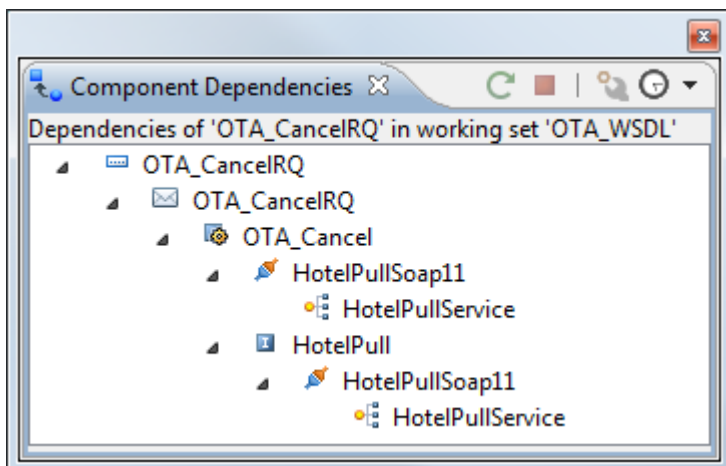 Component Dependencies
Dependencies of 'OTA_CancelRQ' in working set 'OTA_WSDL'
OTA_CancelRQ
OTA_CancelRQ
OTA_Cancel
HotelPullSoap11
HotelPullService
HotelPull
HotelPullSoap11
HotelPullService